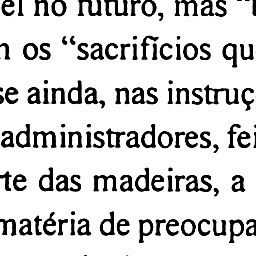 el no futuro, mas "
os "sacrifícios qu
se ainda, nas instruç
administradores, fei
rte das madeiras, a
matéria de preocupa